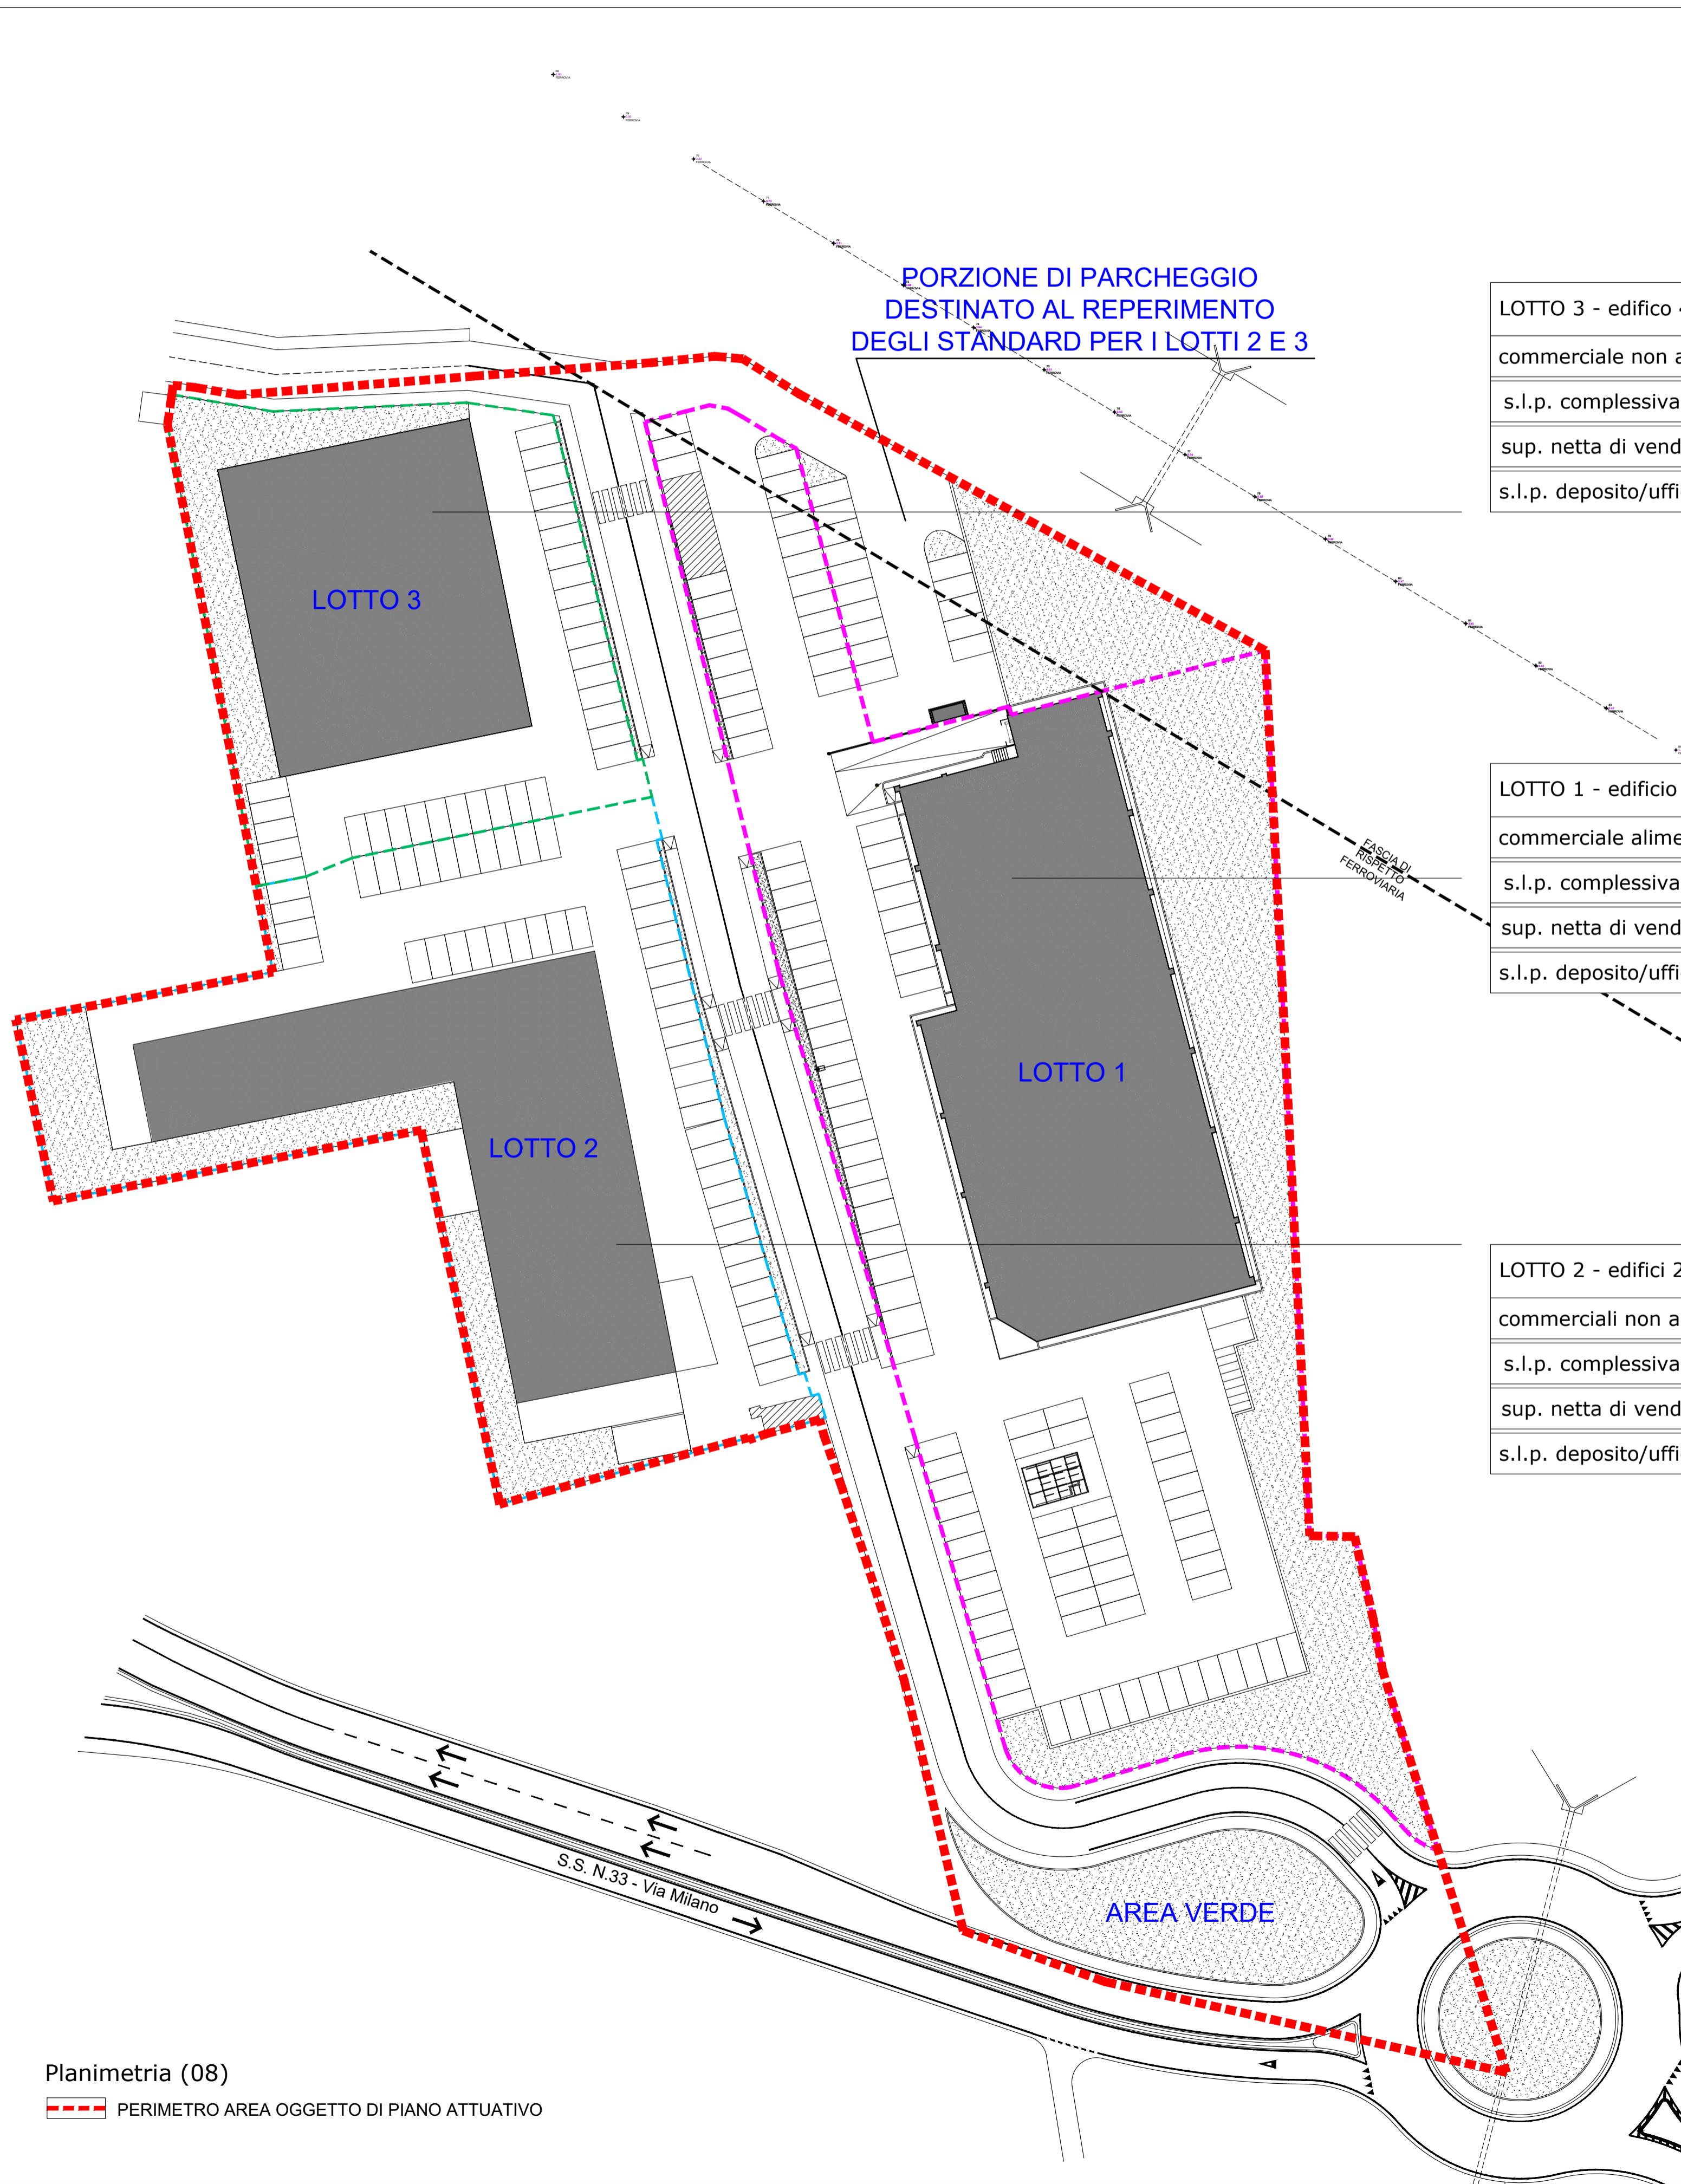 PORZIONE DI PARCHEGGIO
DESTINATO AL REPERIMENTO
DEGLI STANDARD PER I LOTTI 2 E 3
LOTTO 3 - edifico 4
commerciale non a
s.l.p. complessiva
sup. netta di vend
s.l.p. deposito/uffi
LOTTO 3
LOTTO 1 - edificio
commerciale alime
s.l.p. complessiva
sup. netta di vend
s.l.p. deposito/uffi
FASCIA DI
RISPETTO
FERROVIARIA
LOTTO 1
LOTTO 2
LOTTO 2 - edifici 2
commerciali non a
s.l.p. complessiva
sup. netta di vend
s.l.p. deposito/uffi
S.S. N.33 - Via Milano
AREA VERDE
Planimetria (08)
PERIMETRO AREA OGGETTO DI PIANO ATTUATIVO